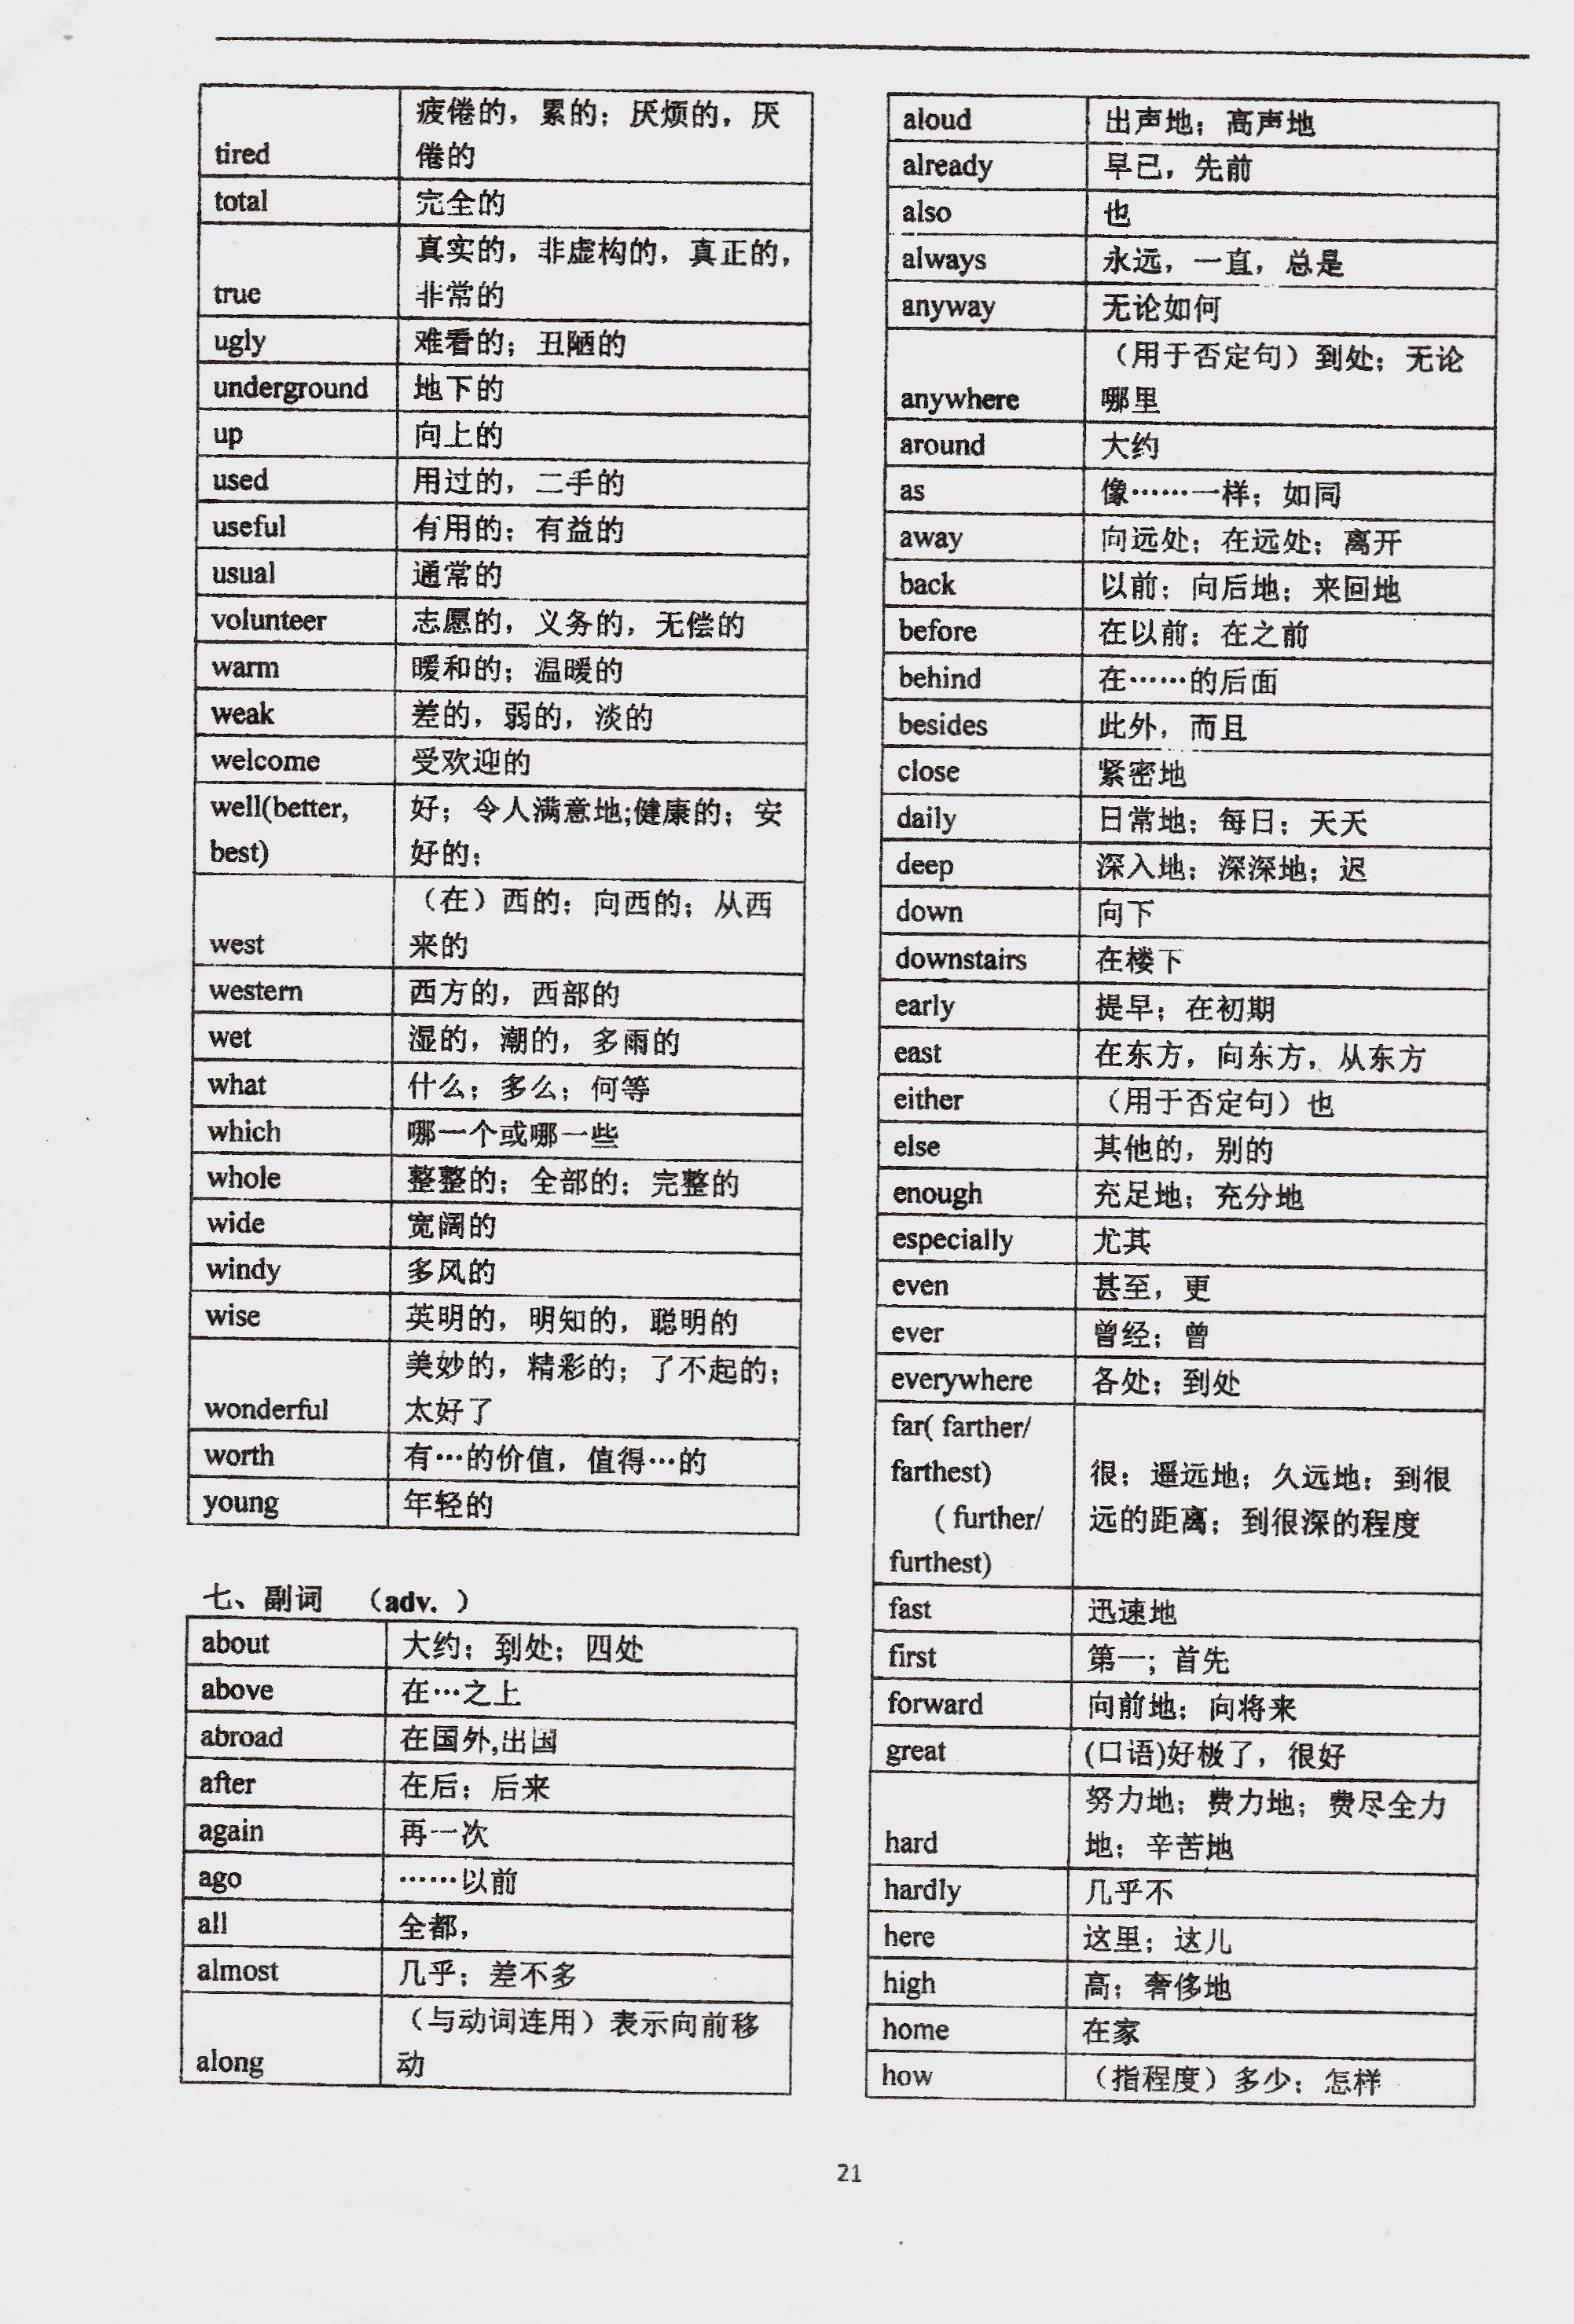 疲倦的，累的；厌烦的，厌
tired 倦的
total 完全的
真实的，非虚构的，真正的，
true 非常的
ugly 难看的；丑陋的
underground 地下的
up 向上的
used 用过的，二手的
useful 有用的；有益的
usual 通常的
volunteer 志愿的，义务的，无偿的
warm 暖和的；温暖的
weak 差的，弱的，淡的
welcome 受欢迎的
well(better, 好；令人满意地;健康的；安
best) 好的；
（在）西的；向西的；从西
west 来的
western 西方的，西部的
wet 湿的，潮的，多雨的
what 什么；多么；何等
which 哪一个或哪一些
whole 整整的；全部的；完整的
wide 宽阔的
windy 多风的
wise 英明的，明知的，聪明的
美妙的，精彩的；了不起的；
wonderful 太好了
worth 有…的价值，值得…的
young 年轻的
七、副词 （adv. ）
about 大约；到处；四处
above 在…之上
abroad 在国外,出国
after 在后；后来
again 再一次
ago ……以前
all 全都，
almost 几乎；差不多
（与动词连用）表示向前移
along 动
aloud 出声地；高声地
already 早已，先前
also 也
always 永远，一直，总是
anyway 无论如何
（用于否定句）到处；无论
anywhere 哪里
around 大约
as 像……一样；如同
away 向远处；在远处；离开
back 以前；向后地；来回地
before 在以前；在之前
behind 在……的后面
besides 此外，而且
close 紧密地
daily 日常地；每日；天天
deep 深入地；深深地；迟
down 向下
downstairs 在楼下
early 提早；在初期
east 在东方，向东方，从东方
either （用于否定句）也
else 其他的，别的
enough 充足地；充分地
especially 尤其
even 甚至，更
ever 曾经；曾
everywhere 各处；到处
far( farther/
farthest) 很；遥远地；久远地；到很
( further/ 远的距离；到很深的程度
furthest)
fast 迅速地
first 第一；首先
forward 向前地；向将来
great (口语)好极了，很好
努力地；费力地；费尽全力
hard 地；辛苦地
hardly 几乎不
here 这里；这儿
high 高；奢侈地
home 在家
how （指程度）多少；怎样
21